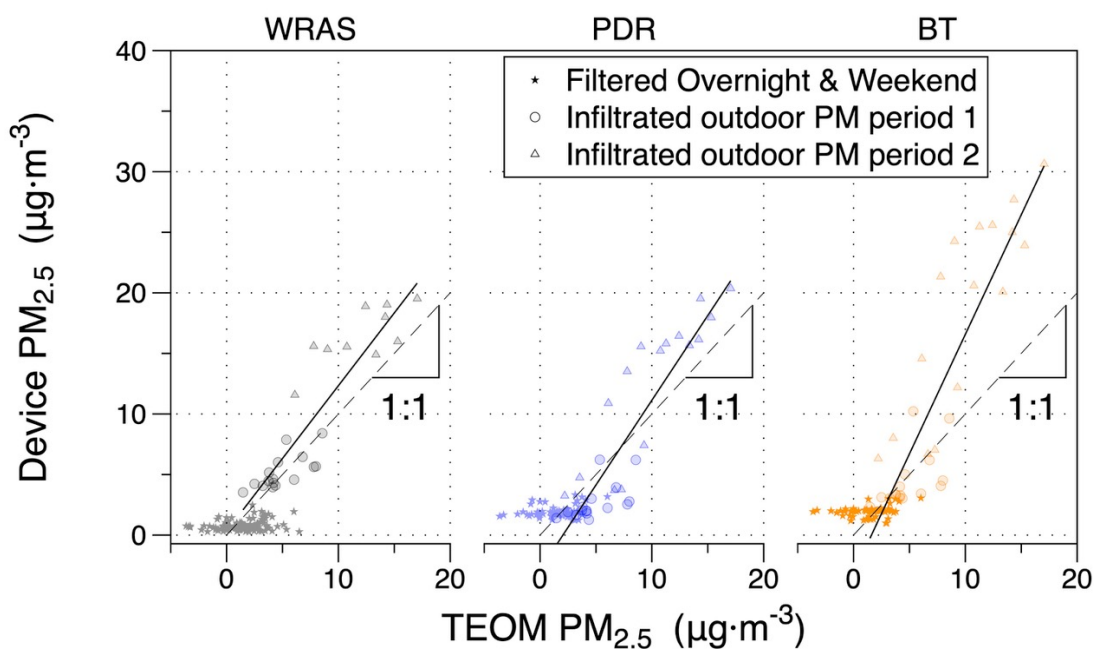 WRAS PDR BT
40
30
20
10
0
Device PM2.5 (µg·m-3)
★ Filtered Overnight & Weekend
○ Infiltrated outdoor PM period 1
△ Infiltrated outdoor PM period 2
1:1 1:1 1:1
0 10 20 0 10 20 0 10 20
TEOM PM2.5 (µg·m-3)